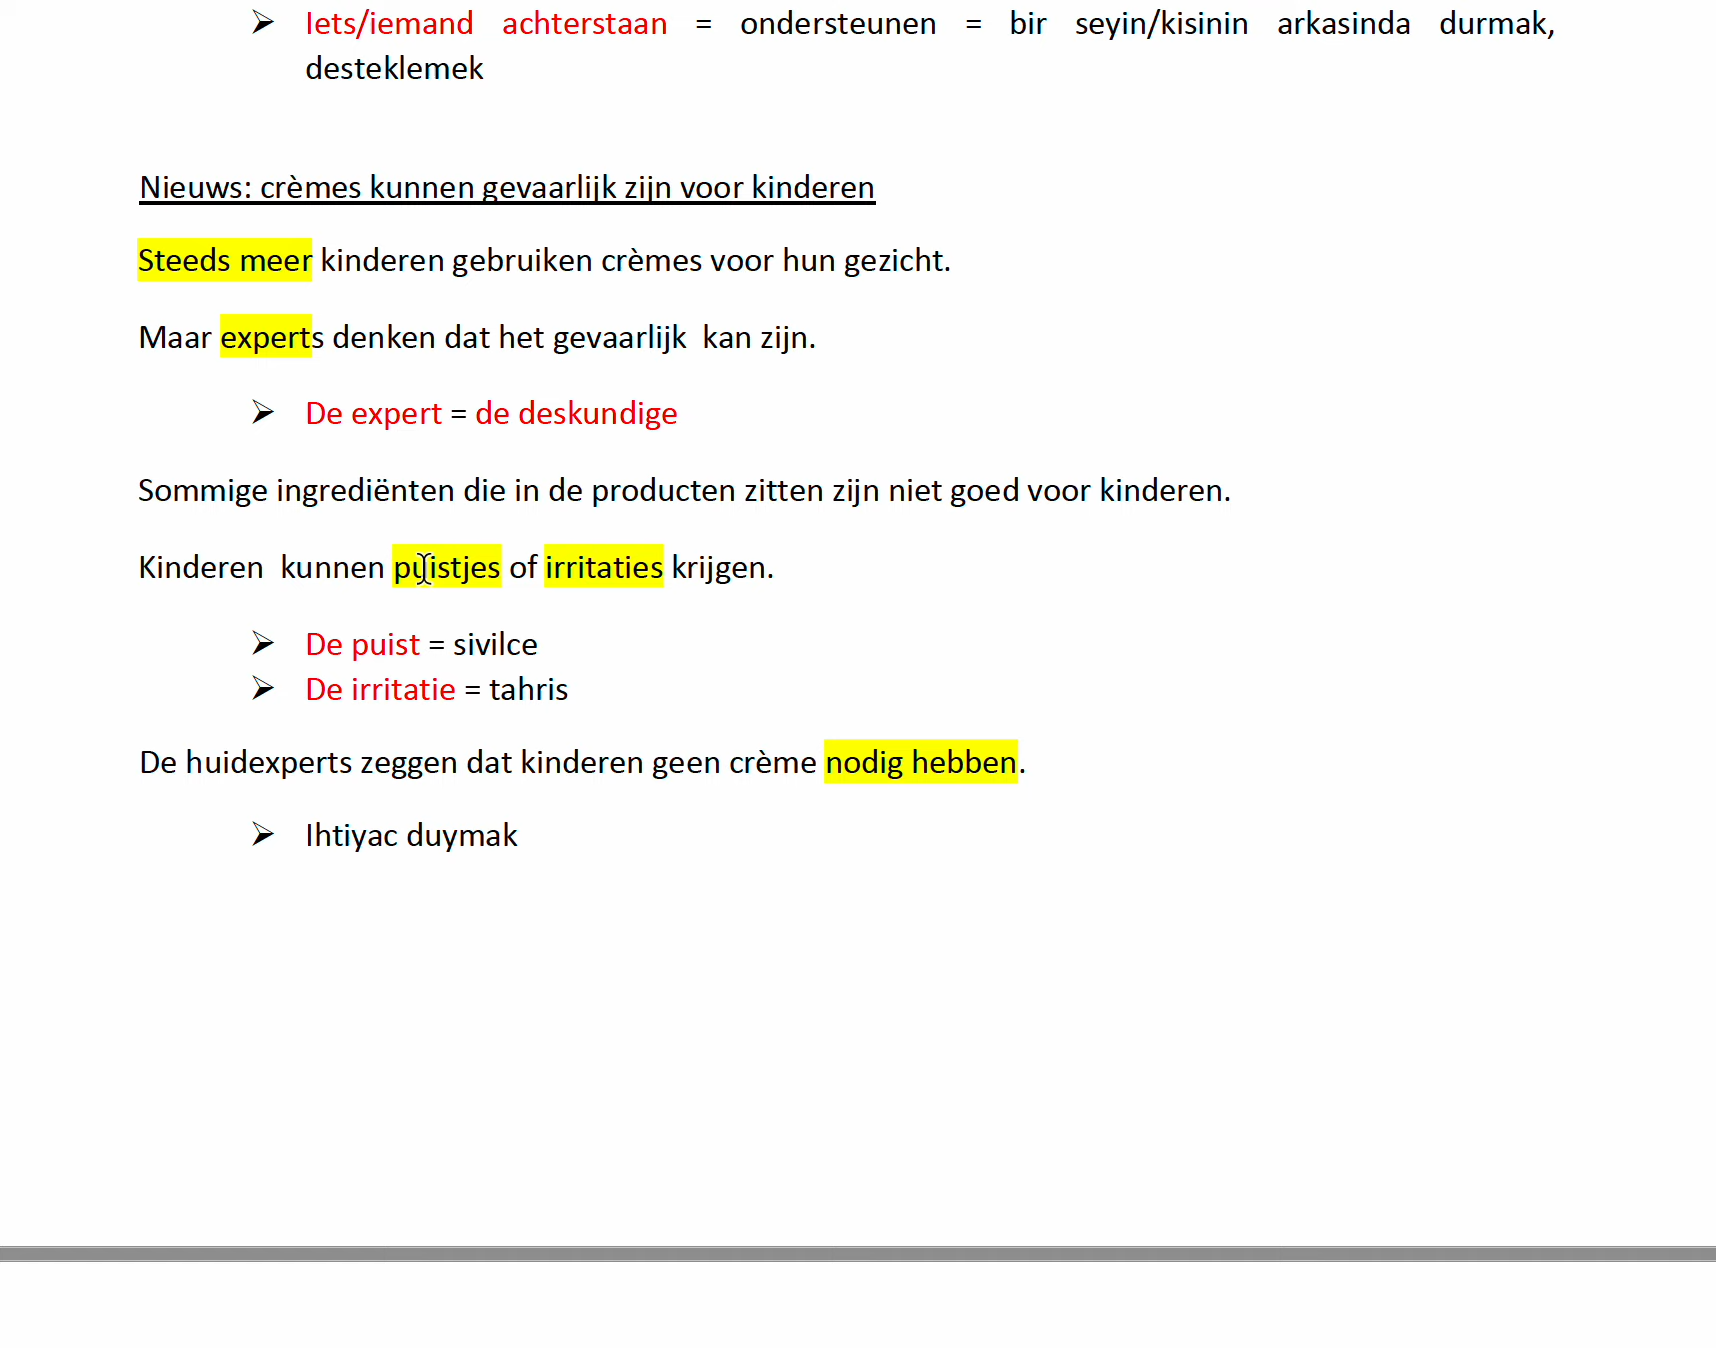 ➢ Iets/iemand achterstaan = ondersteunen = bir seyin/kisinin arkasinda durmak,
desteklemek
Nieuws: crèmes kunnen gevaarlijk zijn voor kinderen
Steeds meer kinderen gebruiken crèmes voor hun gezicht.
Maar experts denken dat het gevaarlijk  kan zijn.
➢ De expert = de deskundige
Sommige ingrediënten die in de producten zitten zijn niet goed voor kinderen.
Kinderen  kunnen puistjes of irritaties krijgen.
➢ De puist = sivilce
➢ De irritatie = tahris
De huidexperts zeggen dat kinderen geen crème nodig hebben.
➢ Ihtiyac duymak